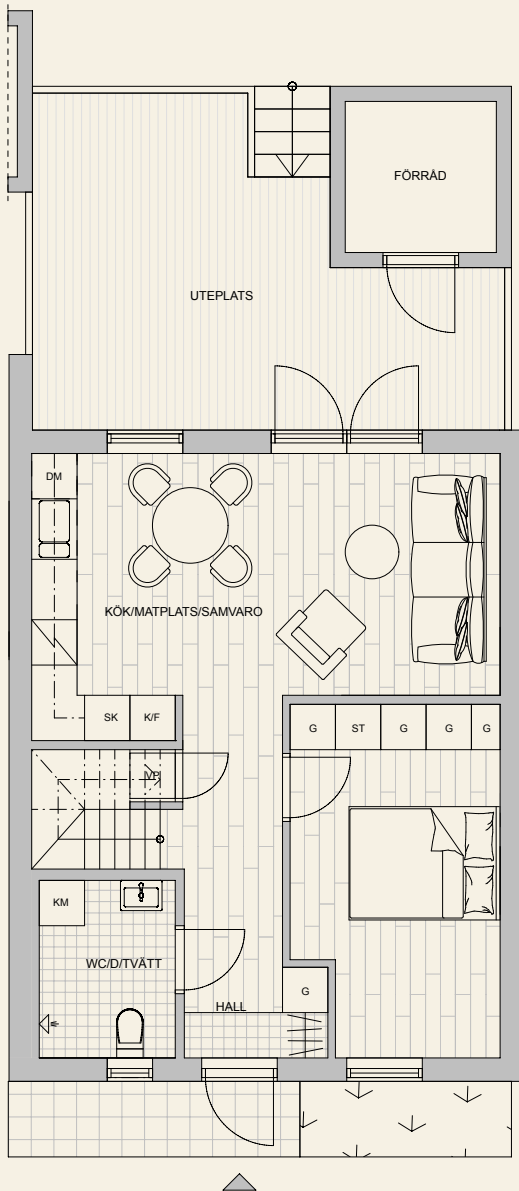 FÖRRÅD
UTEPLATS
DM
KÖK/MATPLATS/SAMVARO
SK K/F
G ST G G G
VP
KM
WC/D/TVÄTT
G
HALL